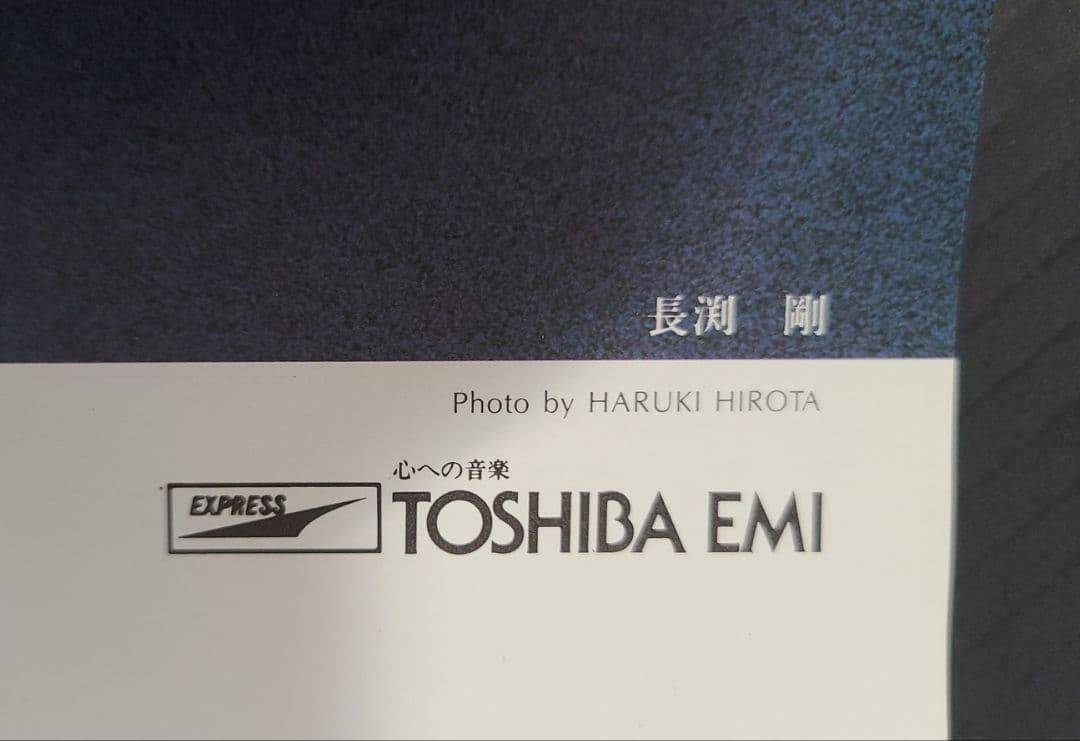 長渕　剛
Photo by HARUKI HIROTA
心への音楽
EXPRESS
TOSHIBA EMI